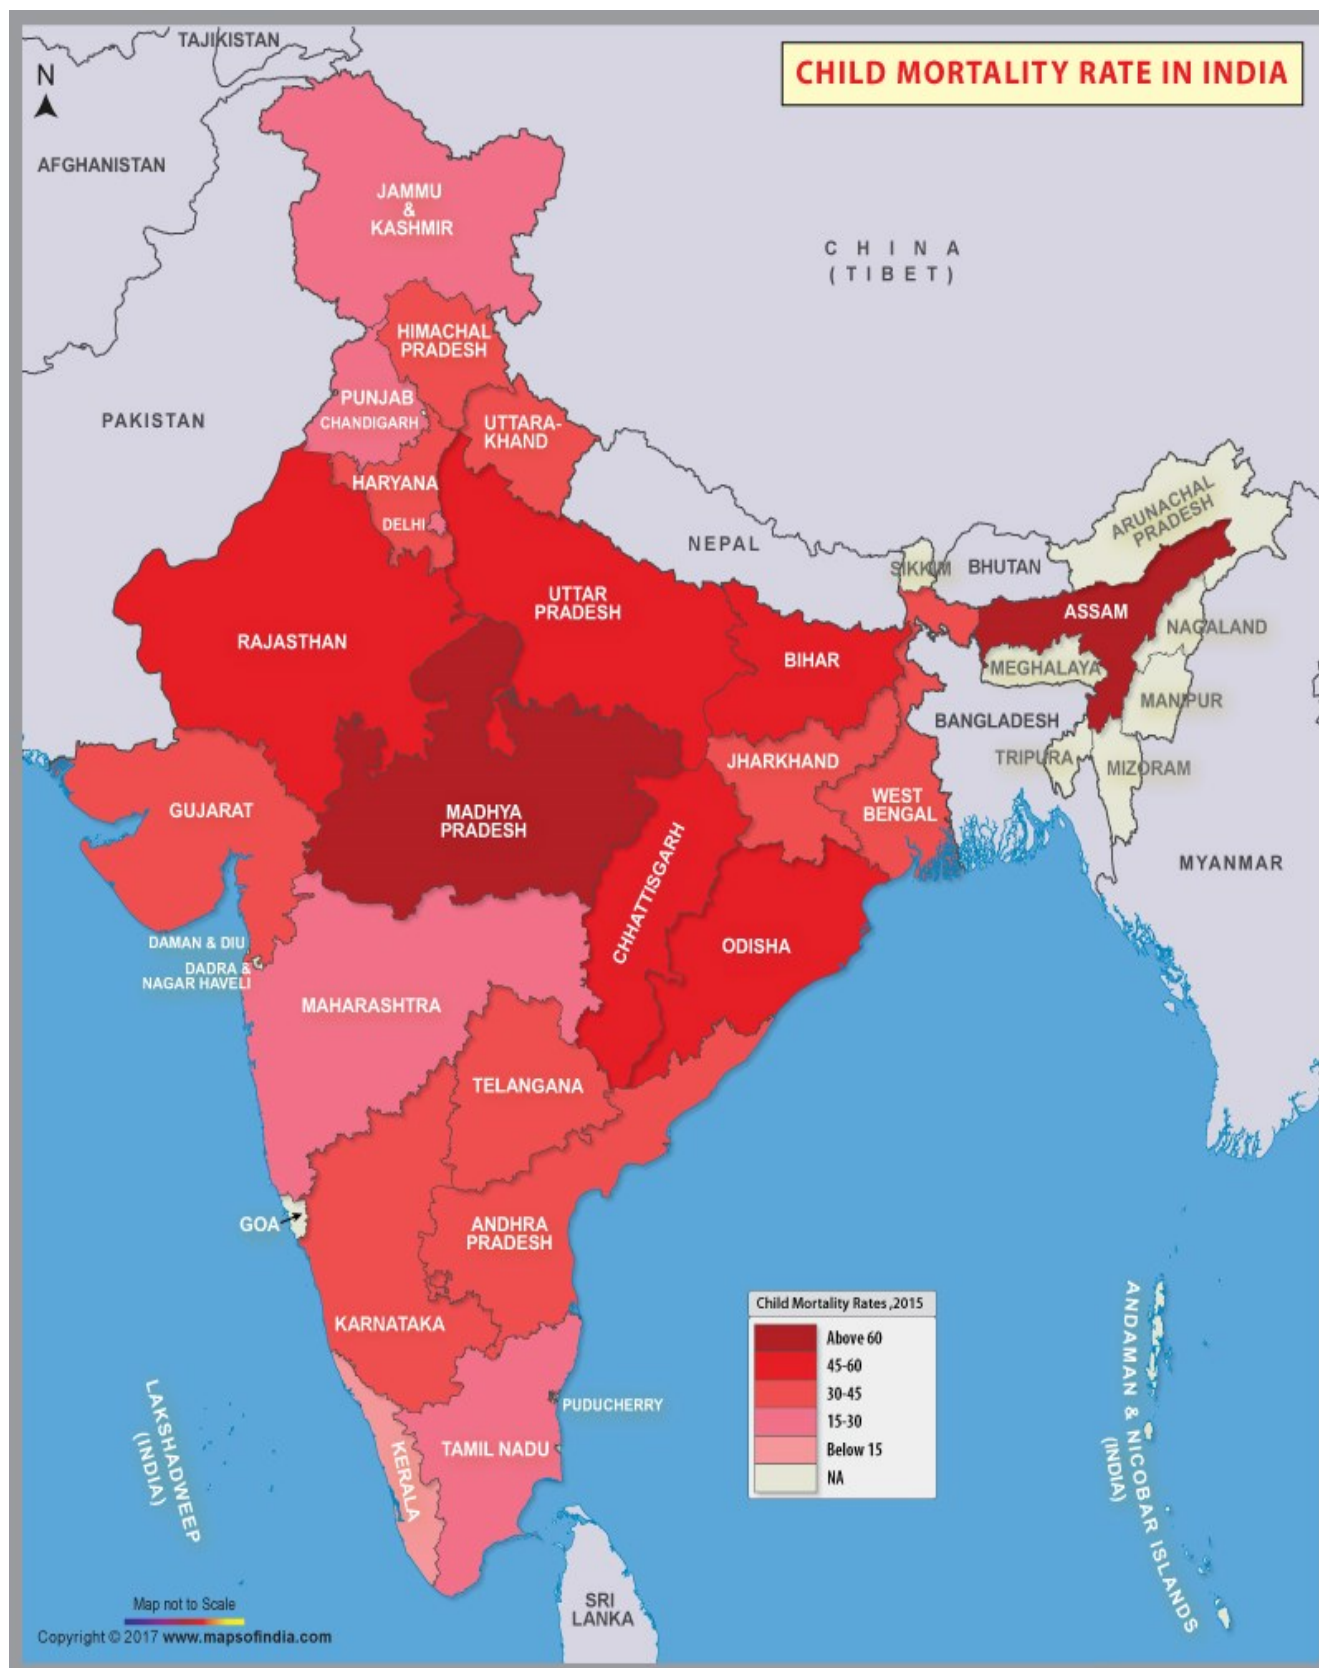 TAJIKISTAN
CHILD MORTALITY RATE IN INDIA
N
AFGHANISTAN
JAMMU
&
KASHMIR
C H I N A
( T I B E T )
HIMACHAL
PRADESH
PUNJAB
CHANDIGARH
PAKISTAN
UTTARA-
KHAND
HARYANA
DELHI
ARUNACHAL
PRADESH
NEPAL
SIKKIM
BHUTAN
UTTAR
PRADESH
ASSAM
NAGALAND
RAJASTHAN
BIHAR
MEGHALAYA
MANIPUR
BANGLADESH
TRIPURA
MIZORAM
JHARKHAND
GUJARAT
MADHYA
PRADESH
WEST
BENGAL
CHHATTISGARH
MYANMAR
ODISHA
DAMAN & DIU
DADRA &
NAGAR HAVELI
MAHARASHTRA
TELANGANA
GOA
ANDHRA
PRADESH
KARNATAKA
Child Mortality Rates ,2015
Above 60
45-60
30-45
15-30
Below 15
NA
PUDUCHERRY
TAMIL NADU
KERALA
LAKSHADWEEP
(INDIA)
ANDAMAN & NICOBAR ISLANDS
(INDIA)
SRI
LANKA
Map not to Scale
Copyright © 2017 www.mapsofindia.com